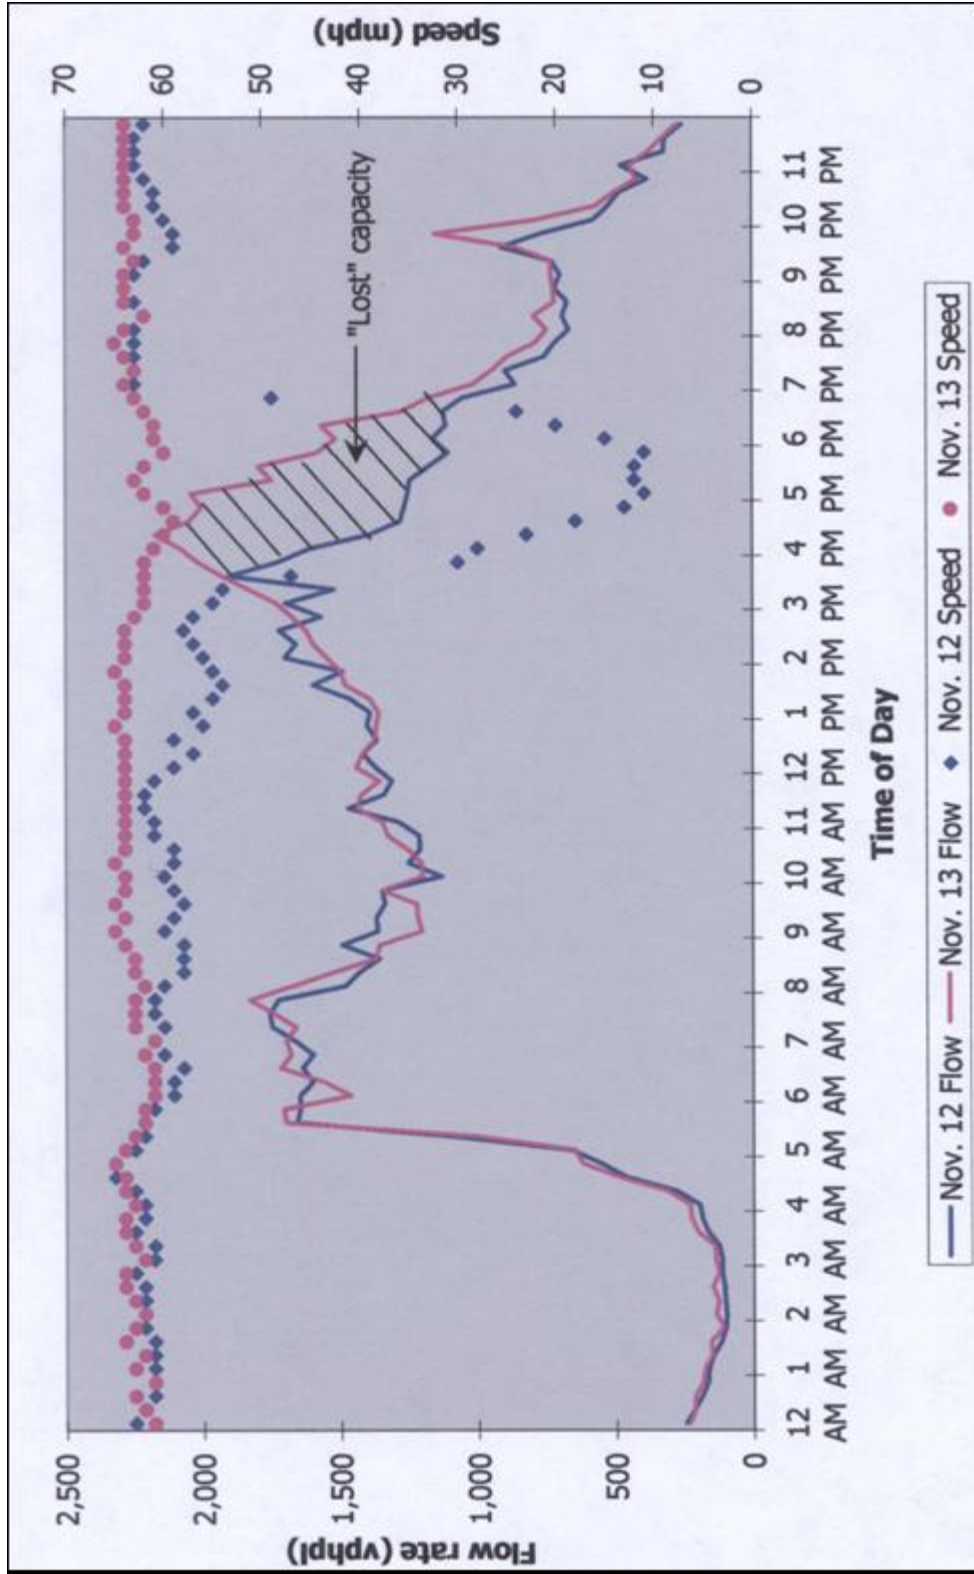 Flow rate (vphpl)
2,500
2,000
1,500
1,000
500
0
Speed (mph)
70
60
50
40
30
20
10
0
"Lost" capacity
12 1 2 3 4 5 6 7 8 9 10 11 12 1 2 3 4 5 6 7 8 9 10 11
AM AM AM AM AM AM AM AM AM AM AM AM PM PM PM PM PM PM PM PM PM PM PM PM
Time of Day
Nov. 12 Flow Nov. 13 Flow Nov. 12 Speed Nov. 13 Speed